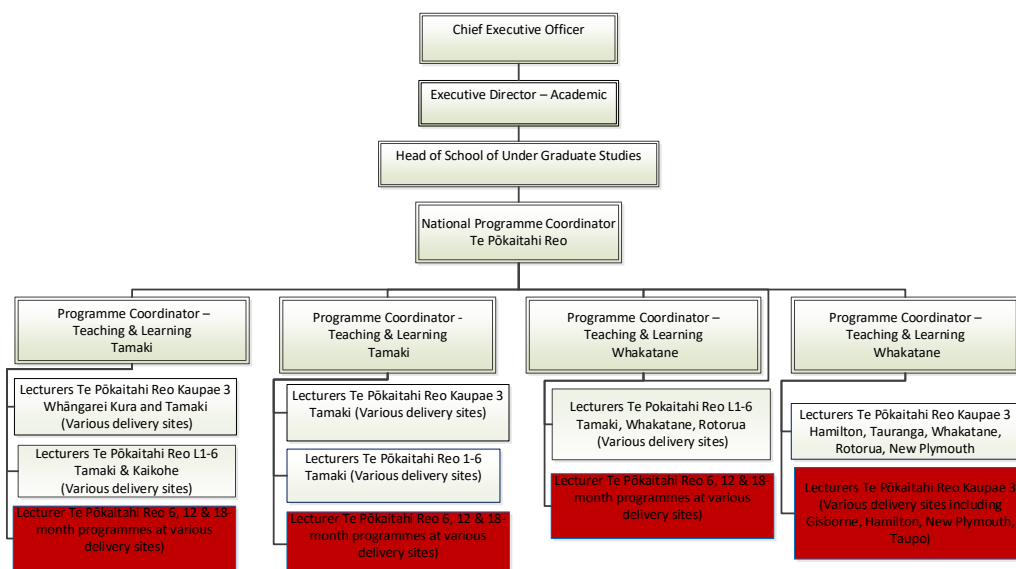 Chief Executive Officer
Executive Director – Academic
Head of School of Under Graduate Studies
National Programme Coordinator
Te Pōkaitahi Reo
Programme Coordinator –
Teaching & Learning
Tamaki
Lecturers Te Pōkaitahi Reo Kaupae 3
Whāngarei Kura and Tamaki
(Various delivery sites)
Lecturers Te Pōkaitahi Reo L1-6
Tamaki & Kaikohe
(Various delivery sites)
Lecturer Te Pōkaitahi Reo 6, 12 & 18-
month programmes at various
delivery sites)
Programme Coordinator -
Teaching & Learning
Tamaki
Lecturers Te Pōkaitahi Reo Kaupae 3
Tamaki (Various delivery sites)
Lecturers Te Pōkaitahi Reo 1-6
Tamaki (Various delivery sites)
Lecturer Te Pōkaitahi Reo 6, 12 & 18-
month programmes at various
delivery sites)
Programme Coordinator –
Teaching & Learning
Whakatane
Lecturers Te Pokaitahi Reo L1-6
Tamaki, Whakatane, Rotorua
(Various delivery sites)
Lecturer Te Pōkaitahi Reo 6, 12 & 18-
month programmes at various
delivery sites)
Programme Coordinator –
Teaching & Learning
Whakatane
Lecturers Te Pōkaitahi Reo Kaupae 3
Hamilton, Tauranga, Whakatane,
Rotorua, New Plymouth
Lecturers Te Pōkaitahi Reo Kaupae 3
(Various delivery sites including
Gisborne, Hamilton, New Plymouth,
Taupo)